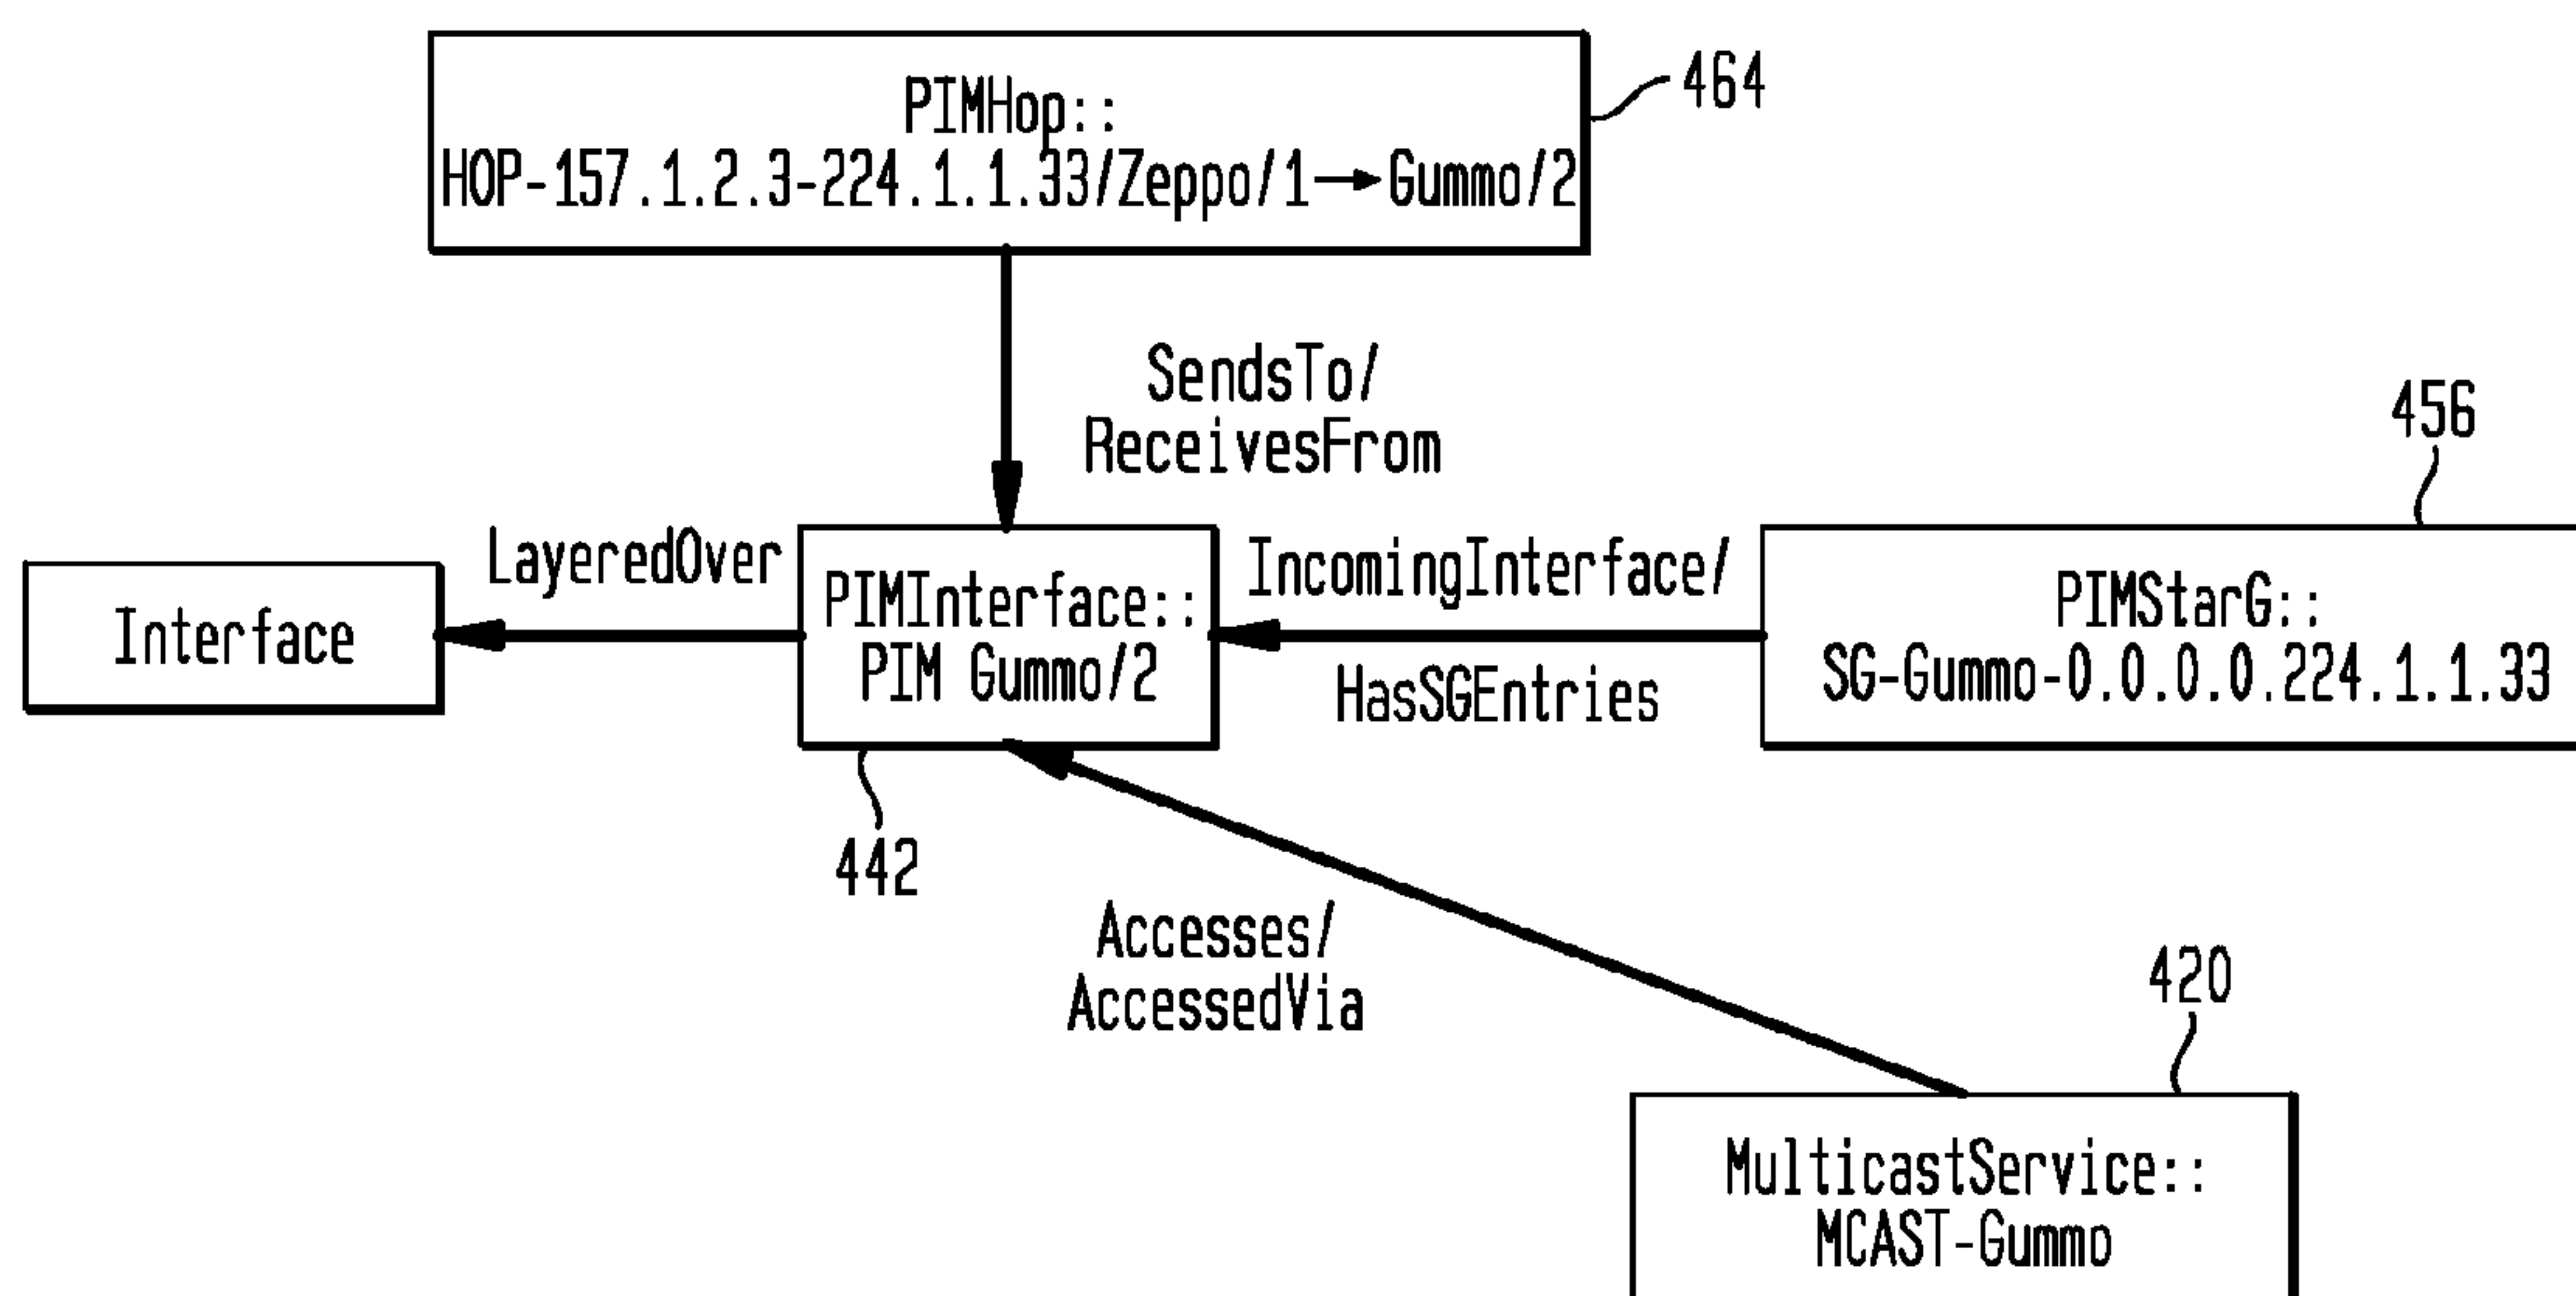 PIMHop::
HOP-157.1.2.3-224.1.1.33/Zeppo/1→Gummo/2
464
SendsTo/
ReceivesFrom
456
LayeredOver
IncomingInterface/
Interface
PIMInterface::
PIM Gummo/2
HasSGEntries
PIMStarG::
SG-Gummo-0.0.0.0.224.1.1.33
442
Accesses/
AccessedVia
420
MulticastService::
MCAST-Gummo